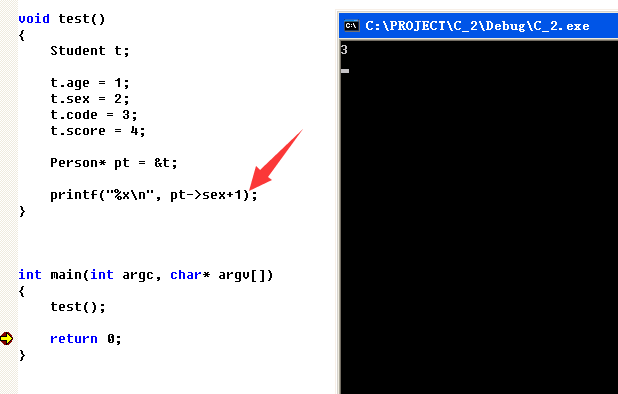 void test()
{
Student t;
t.age = 1;
t.sex = 2;
t.code = 3;
t.score = 4;
Person* pt = &t;
printf("%x\n", pt->sex+1);
}
int main(int argc, char* argv[])
{
test();
return 0;
}
C:\PROJECT\C_2\Debug\C_2.exe
3